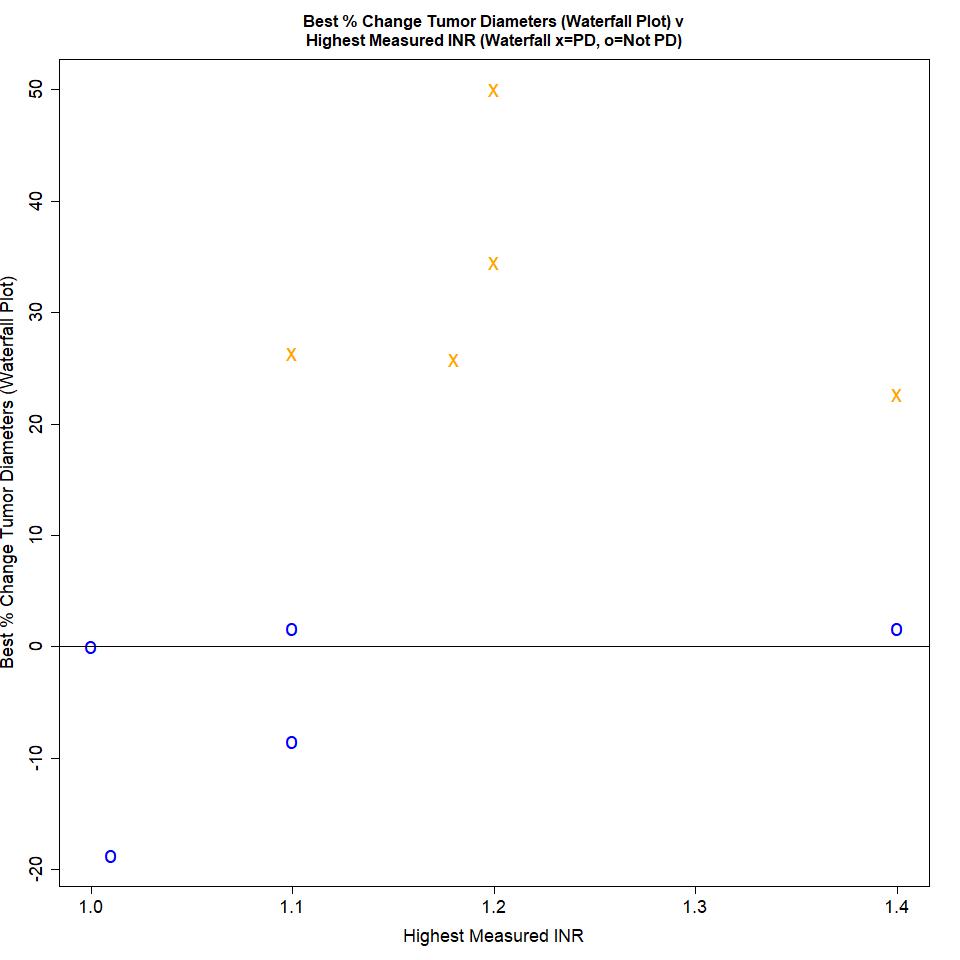 Best % Change Tumor Diameters (Waterfall Plot) v
Highest Measured INR (Waterfall x=PD, o=Not PD)
Best % Change Tumor Diameters (Waterfall Plot)
50
40
30
20
10
0
-10
-20
X
X
X
X
X
O
O
O
O
O
1.0
1.1
1.2
1.3
1.4
Highest Measured INR